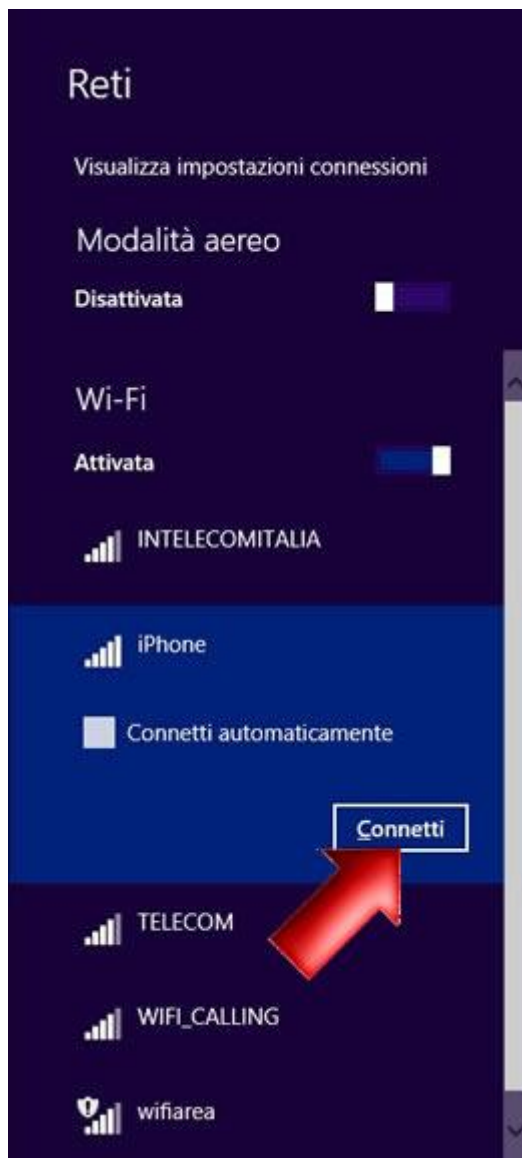 Reti
Visualizza impostazioni connessioni
Modalità aereo
Disattivata
Wi-Fi
Attivata
INTELECOMITALIA
iPhone
Connetti automaticamente
Connetti
TELECOM
WIFI_CALLING
wifiarea